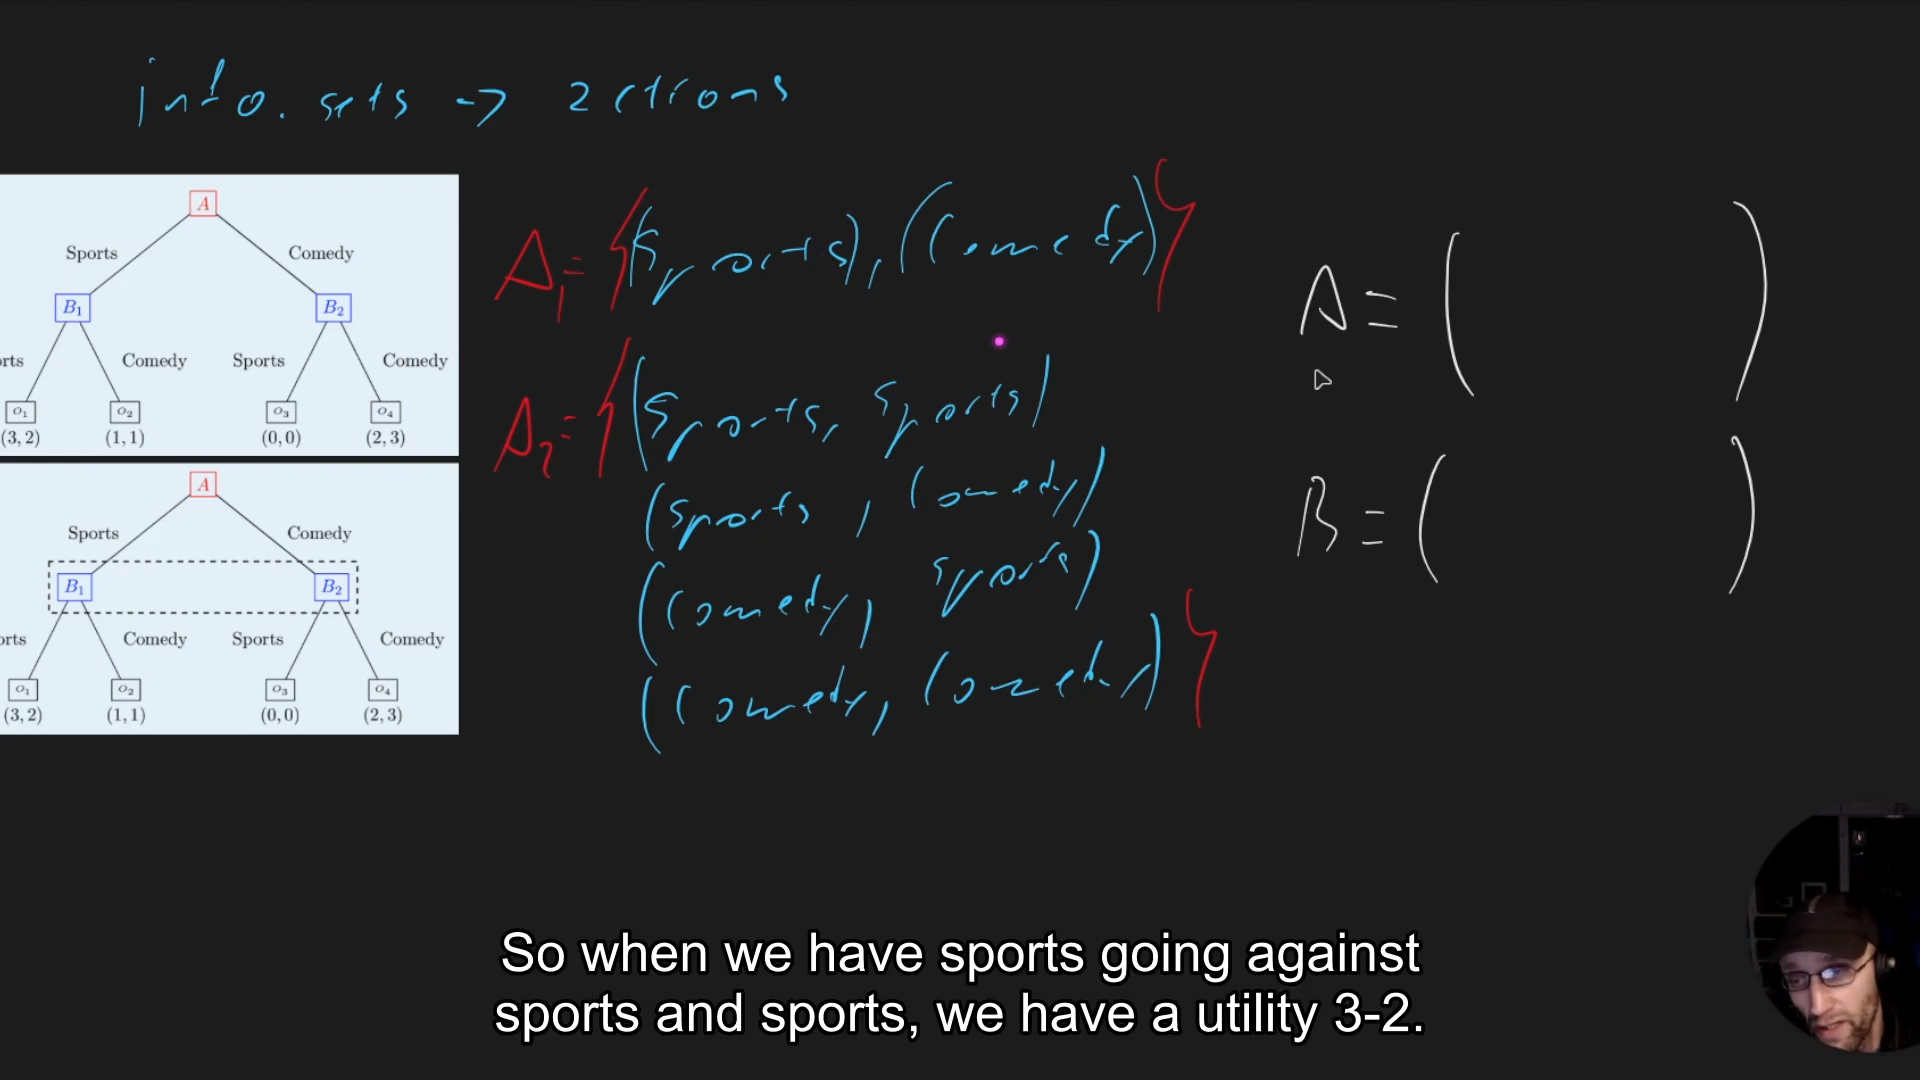 info. sets -> actions
A
Sports Comedy
B1 B2
rts Comedy Sports Comedy
o1 o2 o3 o4
(3, 2) (1, 1) (0, 0) (2, 3)
A
Sports Comedy
B1 B2
orts Comedy Sports Comedy
o1 o2 o3 o4
(3, 2) (1, 1) (0, 0) (2, 3)
A1 = {(Sports), (Comedy)}
A2 = {(Sports, Sports)
(Sports, Comedy)
(Comedy, Sports)
(Comedy, Comedy)}
A = ( )
B = ( )
So when we have sports going against
sports and sports, we have a utility 3-2.